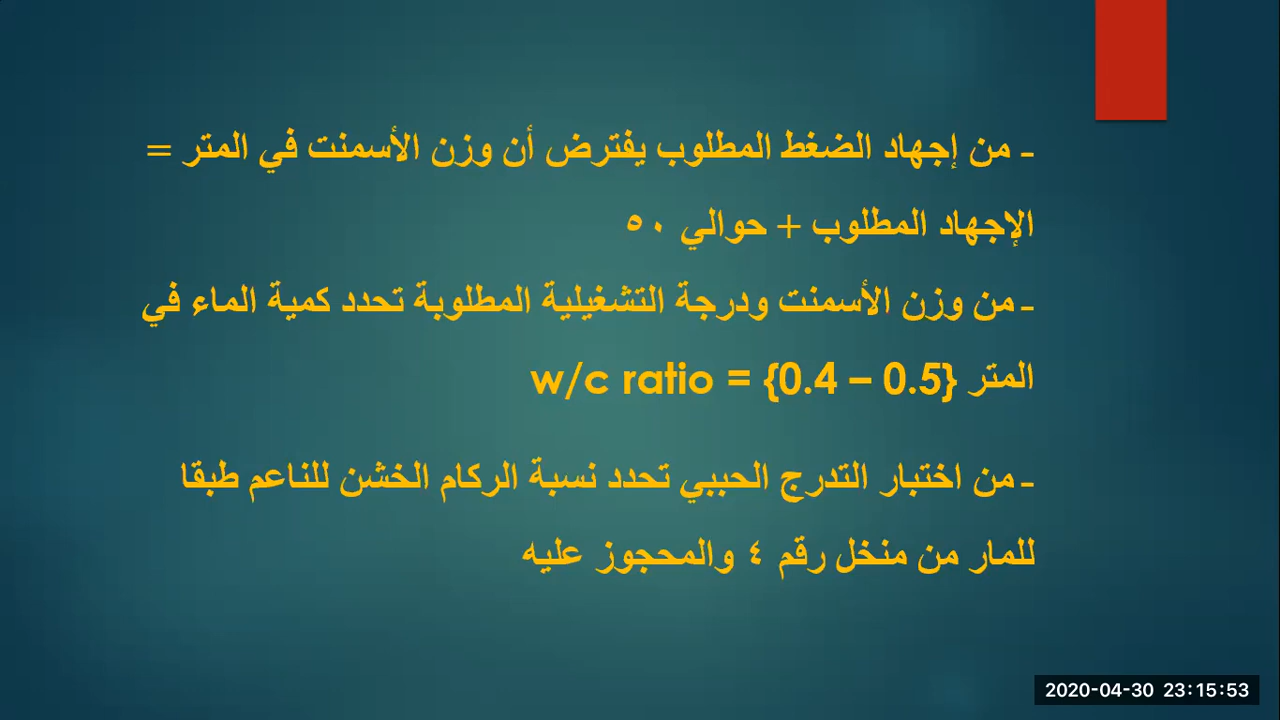 - من إجهاد الضغط المطلوب يفترض أن وزن الأسمنت في المتر =
الإجهاد المطلوب + حوالي ٥٠
- من وزن الأسمنت ودرجة التشغيلية المطلوبة تحدد كمية الماء في
المتر w/c ratio = {0.4 – 0.5}
- من اختبار التدرج الحببي تحدد نسبة الركام الخشن للناعم طبقا
للمار من منخل رقم ٤ والمحجوز عليه
2020-04-30 23:15:53